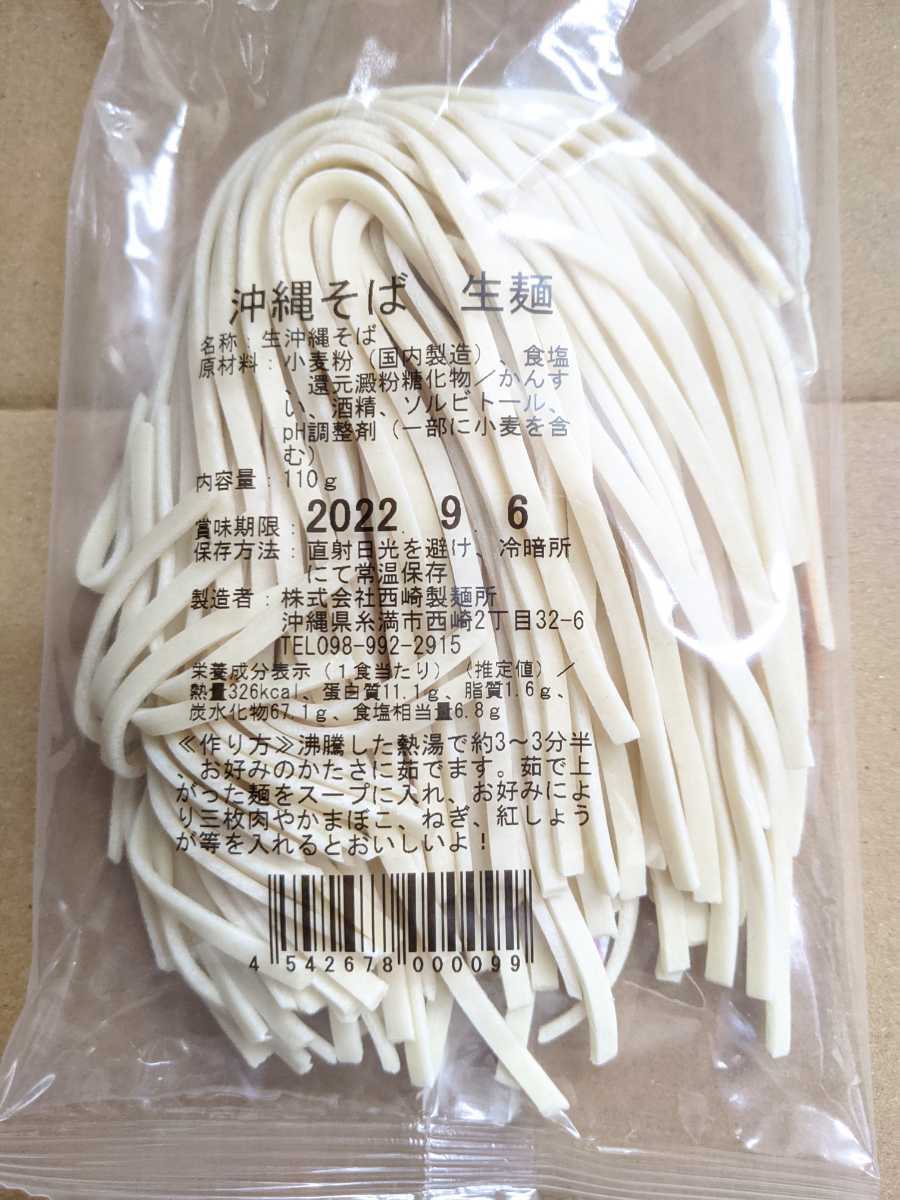 沖縄そば　生麺
名称：生沖縄そば
原材料：小麦粉（国内製造）、食塩
、還元澱粉糖化物／かんす
い、酒精、ソルビトール、
pH調整剤（一部に小麦を含
む）
内容量：110ｇ
賞味期限：2022. 9. 6
保存方法：直射日光を避け、冷暗所
にて常温保存
製造者：株式会社西崎製麺所
沖縄県糸満市西崎2丁目32-6
TEL098-992-2915
栄養成分表示（１食当たり）（推定値）／
熱量326kcal、蛋白質11.1ｇ、脂質1.6ｇ、
炭水化物67.1ｇ、食塩相当量6.8ｇ
≪作り方≫沸騰した熱湯で約3～3分半
、お好みのかたさに茹でます。茹で上
がった麺をスープに入れ、お好みによ
り三枚肉やかまぼこ、ねぎ、紅しょう
が等を入れるとおいしいよ！
4 542678 000099